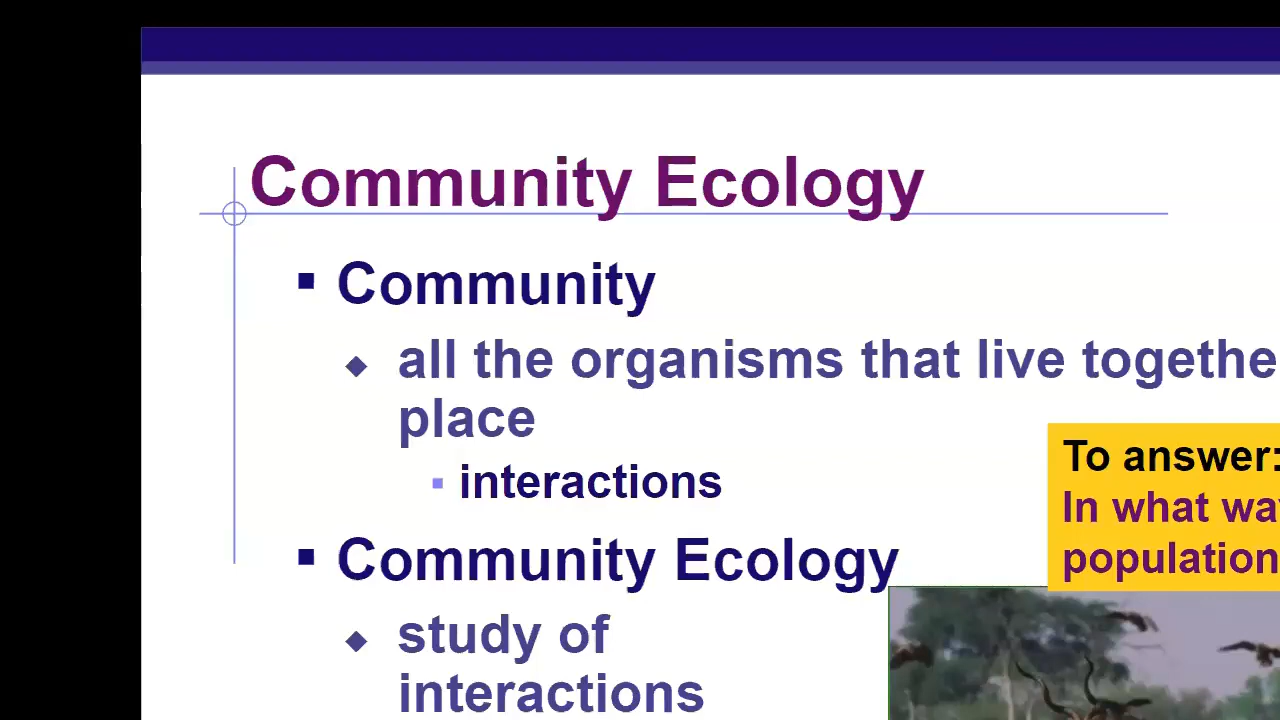 Community Ecology
Community
all the organisms that live togethe
place
interactions
To answer:
In what wa
population
Community Ecology
study of
interactions